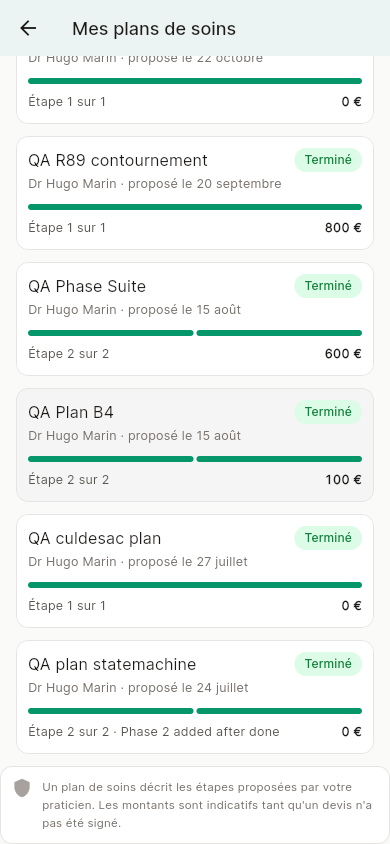 Mes plans de soins
Dr Hugo Marin · proposé le 22 octobre
Étape 1 sur 1
0 €
QA R89 contournement
Terminé
Dr Hugo Marin · proposé le 20 septembre
Étape 1 sur 1
800 €
QA Phase Suite
Terminé
Dr Hugo Marin · proposé le 15 août
Étape 2 sur 2
600 €
QA Plan B4
Terminé
Dr Hugo Marin · proposé le 15 août
Étape 2 sur 2
100 €
QA culdesac plan
Terminé
Dr Hugo Marin · proposé le 27 juillet
Étape 1 sur 1
0 €
QA plan statemachine
Terminé
Dr Hugo Marin · proposé le 24 juillet
Étape 2 sur 2 · Phase 2 added after done
0 €
Un plan de soins décrit les étapes proposées par votre
praticien. Les montants sont indicatifs tant qu'un devis n'a
pas été signé.